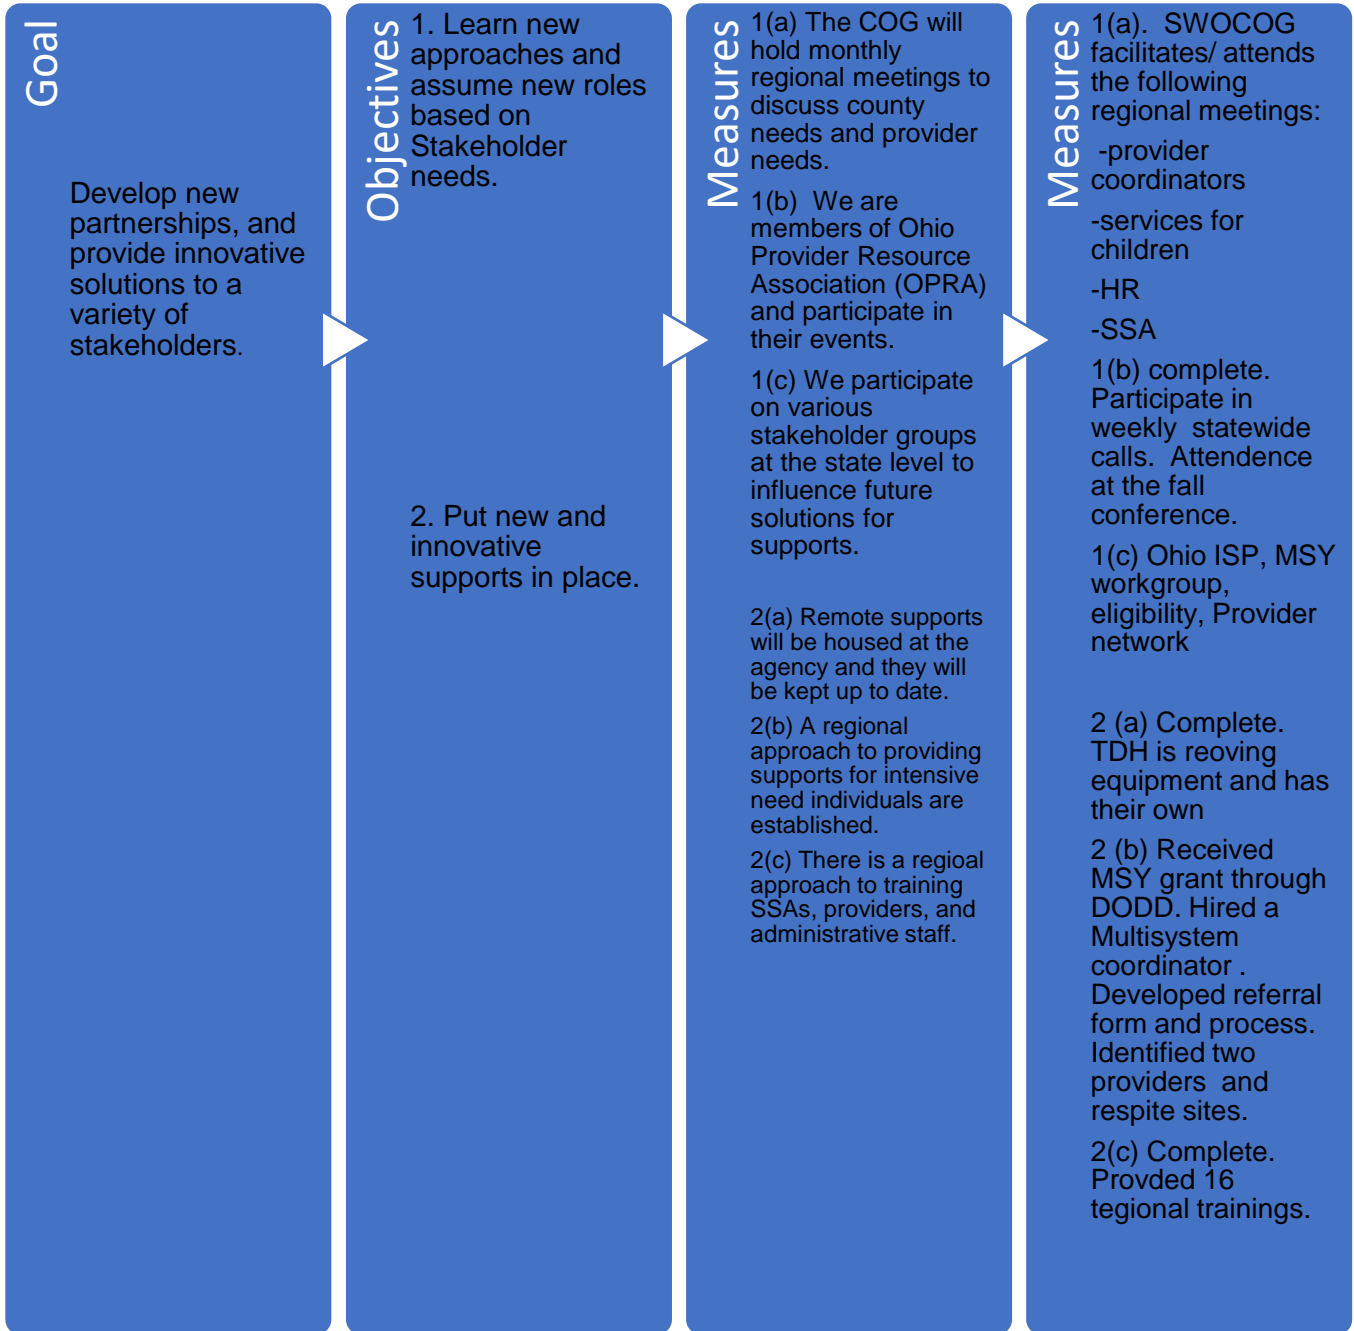 Goal
Develop new
partnerships, and
provide innovative
solutions to a
variety of
stakeholders.
Objectives
1. Learn new
approaches and
assume new roles
based on
Stakeholder
needs.
2. Put new and
innovative
supports in place.
Measures
1(a) The COG will
hold monthly
regional meetings to
discuss county
needs and provider
needs.
1(b)  We are
members of Ohio
Provider Resource
Association (OPRA)
and participate in
their events.
1(c) We participate
on various
stakeholder groups
at the state level to
influence future
solutions for
supports.
2(a) Remote supports
will be housed at the
agency and they will
be kept up to date.
2(b) A regional
approach to providing
supports for intensive
need individuals are
established.
2(c) There is a regioal
approach to training
SSAs, providers, and
administrative staff.
Measures
1(a).  SWOCOG
facilitates/ attends
the following
regional meetings:
-provider
coordinators
-services for
children
-HR
-SSA
1(b) complete.
Participate in
weekly  statewide
calls.  Attendence
at the fall
conference.
1(c) Ohio ISP, MSY
workgroup,
eligibility, Provider
network
2 (a) Complete.
TDH is reoving
equipment and has
their own
2 (b) Received
MSY grant through
DODD. Hired a
Multisystem
coordinator .
Developed referral
form and process.
Identified two
providers  and
respite sites.
2(c) Complete.
Provded 16
tegional trainings.